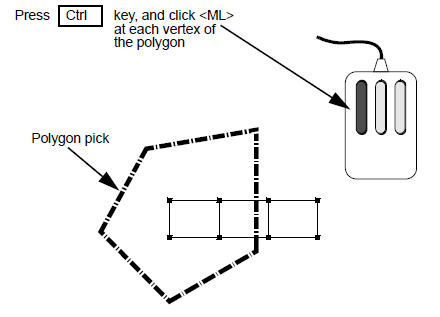 Press Ctrl key, and click <ML>
at each vertex of
the polygon
Polygon pick